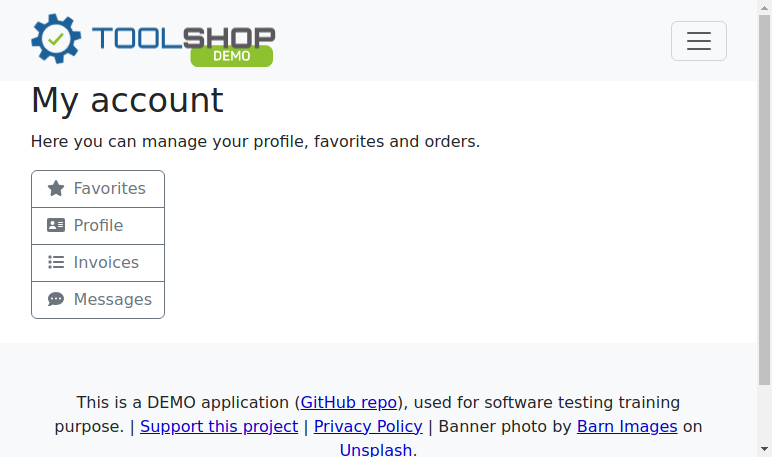 TOOLSHOP
DEMO
My account
Here you can manage your profile, favorites and orders.
Favorites
Profile
Invoices
Messages
This is a DEMO application (GitHub repo), used for software testing training
purpose. | Support this project | Privacy Policy | Banner photo by Barn Images on
Unsplash.